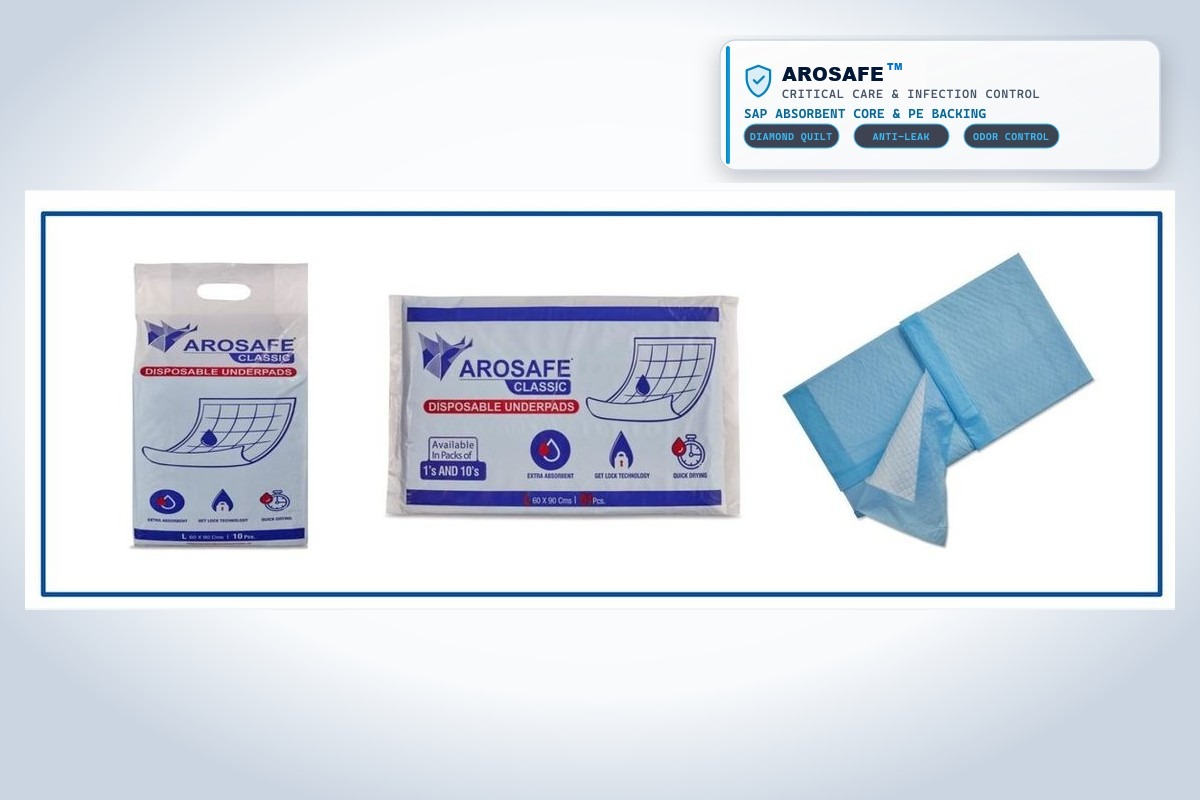 AROSAFE™
CRITICAL CARE & INFECTION CONTROL
SAP ABSORBENT CORE & PE BACKING
DIAMOND QUILT ANTI-LEAK ODOR CONTROL
AROSAFE
CLASSIC
DISPOSABLE UNDERPADS
EXTRA ABSORBENT GET LOCK TECHNOLOGY QUICK DRYING
L 60 X 90 Cms | 10 Pcs.
AROSAFE
CLASSIC
DISPOSABLE UNDERPADS
Available
In Packs of
1's AND 10's
EXTRA ABSORBENT GET LOCK TECHNOLOGY QUICK DRYING
60 X 90 Cms | Pcs.